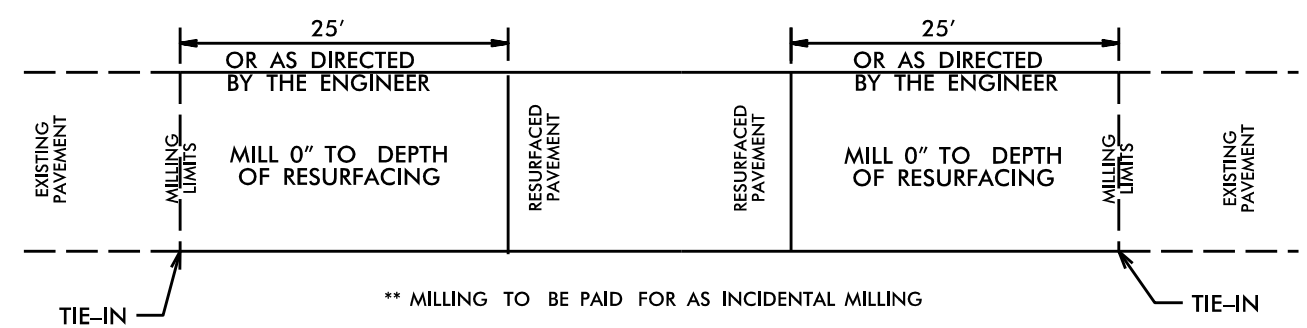 25'
OR AS DIRECTED
BY THE ENGINEER
25'
OR AS DIRECTED
BY THE ENGINEER
EXISTING
PAVEMENT
MILLING
LIMITS
MILL 0" TO DEPTH
OF RESURFACING
RESURFACED
PAVEMENT
RESURFACED
PAVEMENT
MILL 0" TO DEPTH
OF RESURFACING
MILLING
LIMITS
EXISTING
PAVEMENT
TIE–IN
** MILLING TO BE PAID FOR AS INCIDENTAL MILLING
TIE–IN